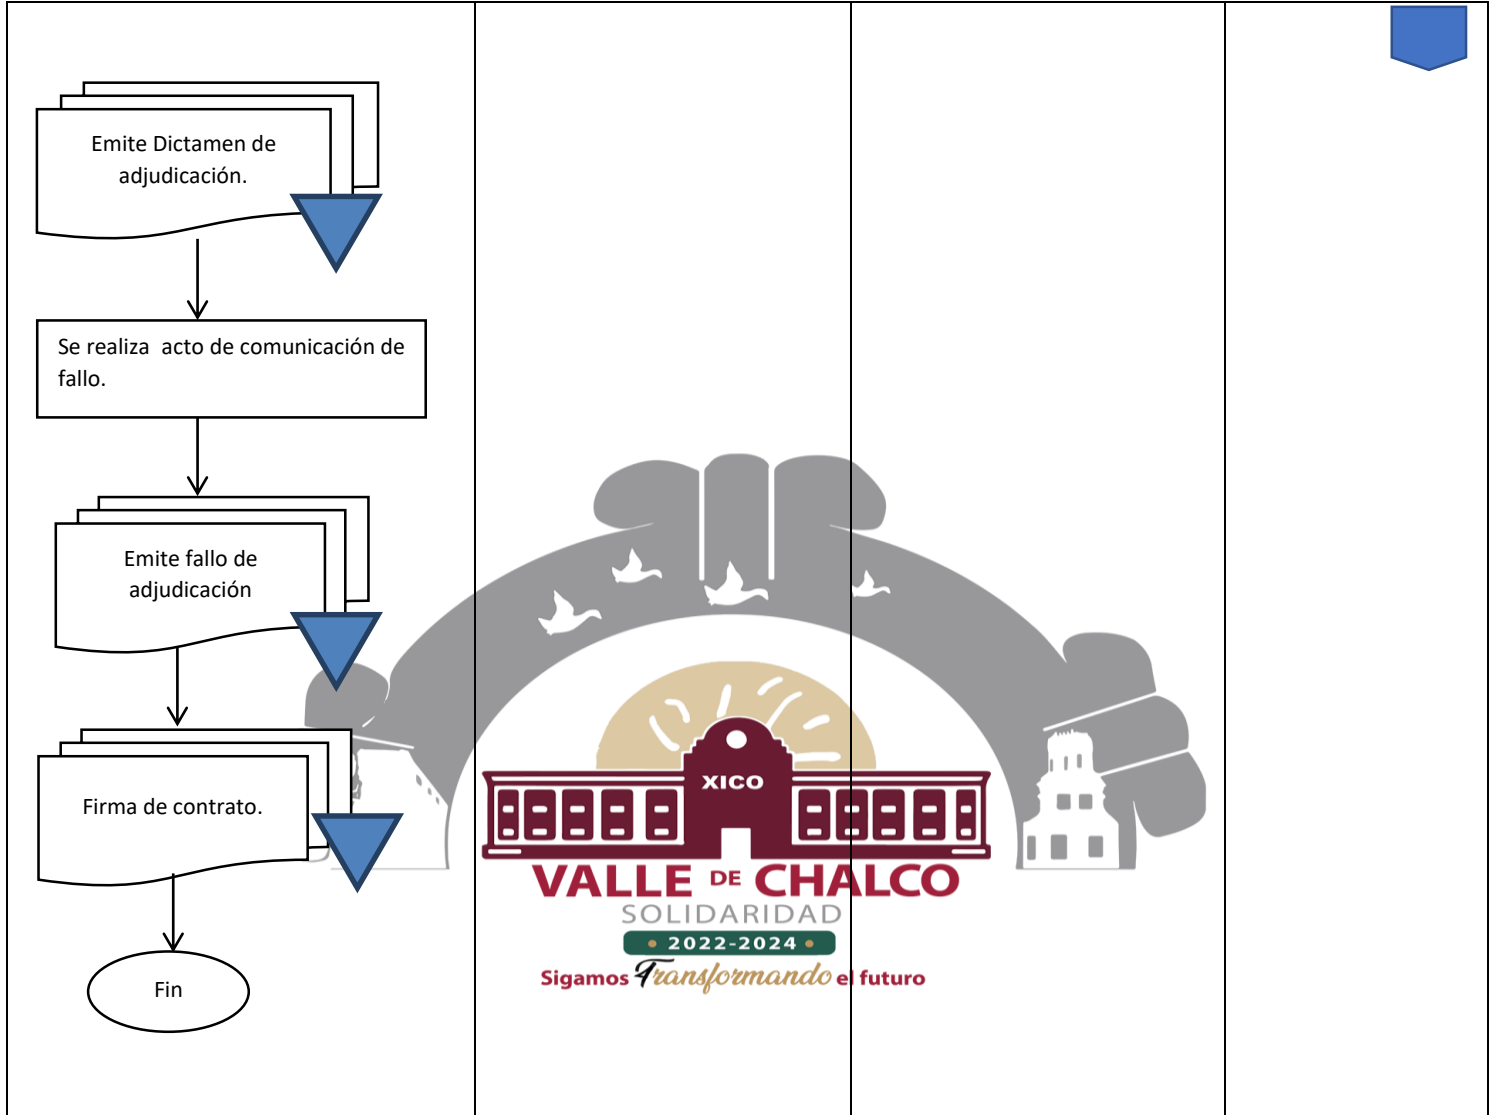 Emite Dictamen de
adjudicación.
Se realiza  acto de comunicación de
fallo.
Emite fallo de
adjudicación
Firma de contrato.
Fin
XICO
VALLE DE CHALCO
SOLIDARIDAD
• 2022-2024 •
Sigamos Transformando el futuro